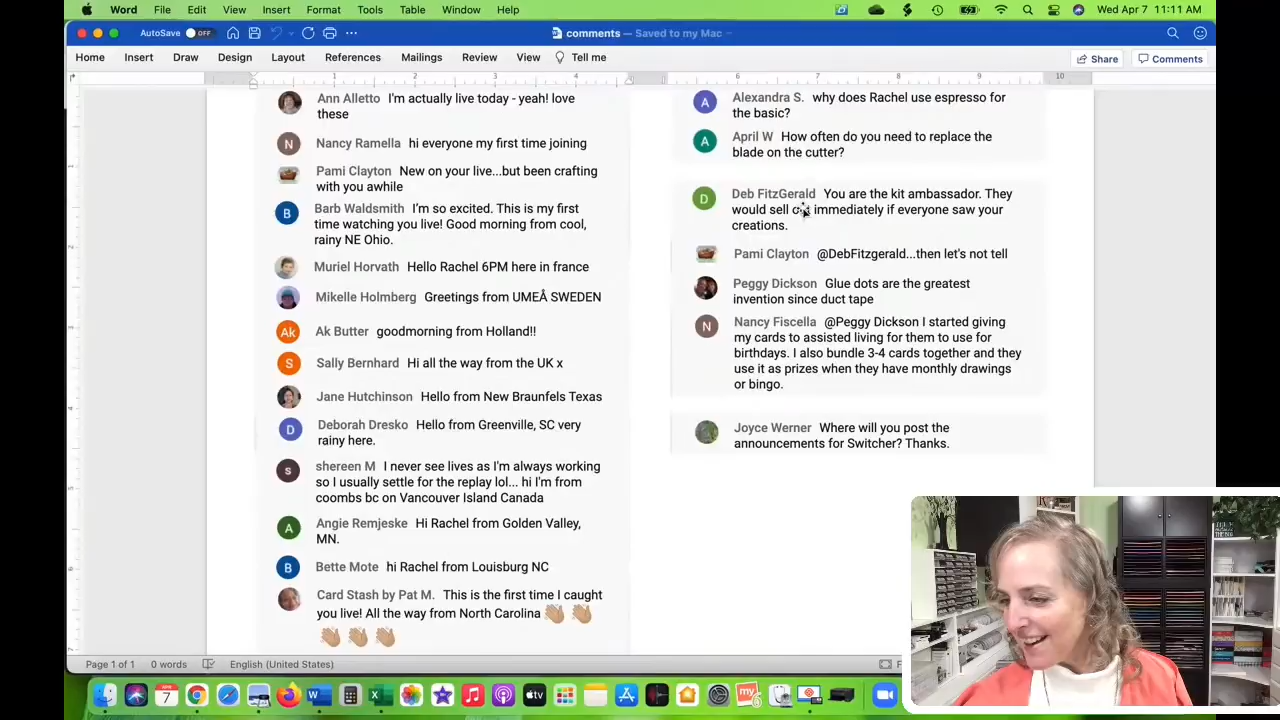 Word File Edit View Insert Format Tools Table Window Help Wed Apr 7 11:11 AM
AutoSave OFF comments — Saved to my Mac
Home Insert Draw Design Layout References Mailings Review View Tell me Share Comments
1 2 3 4 6 7 8 9 10
Ann Alletto I'm actually live today - yeah! love
these
Nancy Ramella hi everyone my first time joining
Pami Clayton New on your live...but been crafting
with you awhile
Barb Waldsmith I'm so excited. This is my first
time watching you live! Good morning from cool,
rainy NE Ohio.
Muriel Horvath Hello Rachel 6PM here in france
Mikelle Holmberg Greetings from UMEÅ SWEDEN
Ak
Ak Butter goodmorning from Holland!!
S
Sally Bernhard Hi all the way from the UK x
Jane Hutchinson Hello from New Braunfels Texas
D
Deborah Dresko Hello from Greenville, SC very
rainy here.
s
shereen M I never see lives as I'm always working
so I usually settle for the replay lol... hi I'm from
coombs bc on Vancouver Island Canada
A
Angie Remjeske Hi Rachel from Golden Valley,
MN.
B
Bette Mote hi Rachel from Louisburg NC
Card Stash by Pat M. This is the first time I caught
you live! All the way from North Carolina 👋🏼 👋🏼
👋🏼 👋🏼 👋🏼
A
Alexandra S. why does Rachel use espresso for
the basic?
A
April W How often do you need to replace the
blade on the cutter?
D
Deb FitzGerald You are the kit ambassador. They
would sell out immediately if everyone saw your
creations.
Pami Clayton @DebFitzgerald...then let's not tell
Peggy Dickson Glue dots are the greatest
invention since duct tape
N
Nancy Fiscella @Peggy Dickson I started giving
my cards to assisted living for them to use for
birthdays. I also bundle 3-4 cards together and they
use it as prizes when they have monthly drawings
or bingo.
Joyce Werner Where will you post the
announcements for Switcher? Thanks.
Page 1 of 1 0 words English (United States)